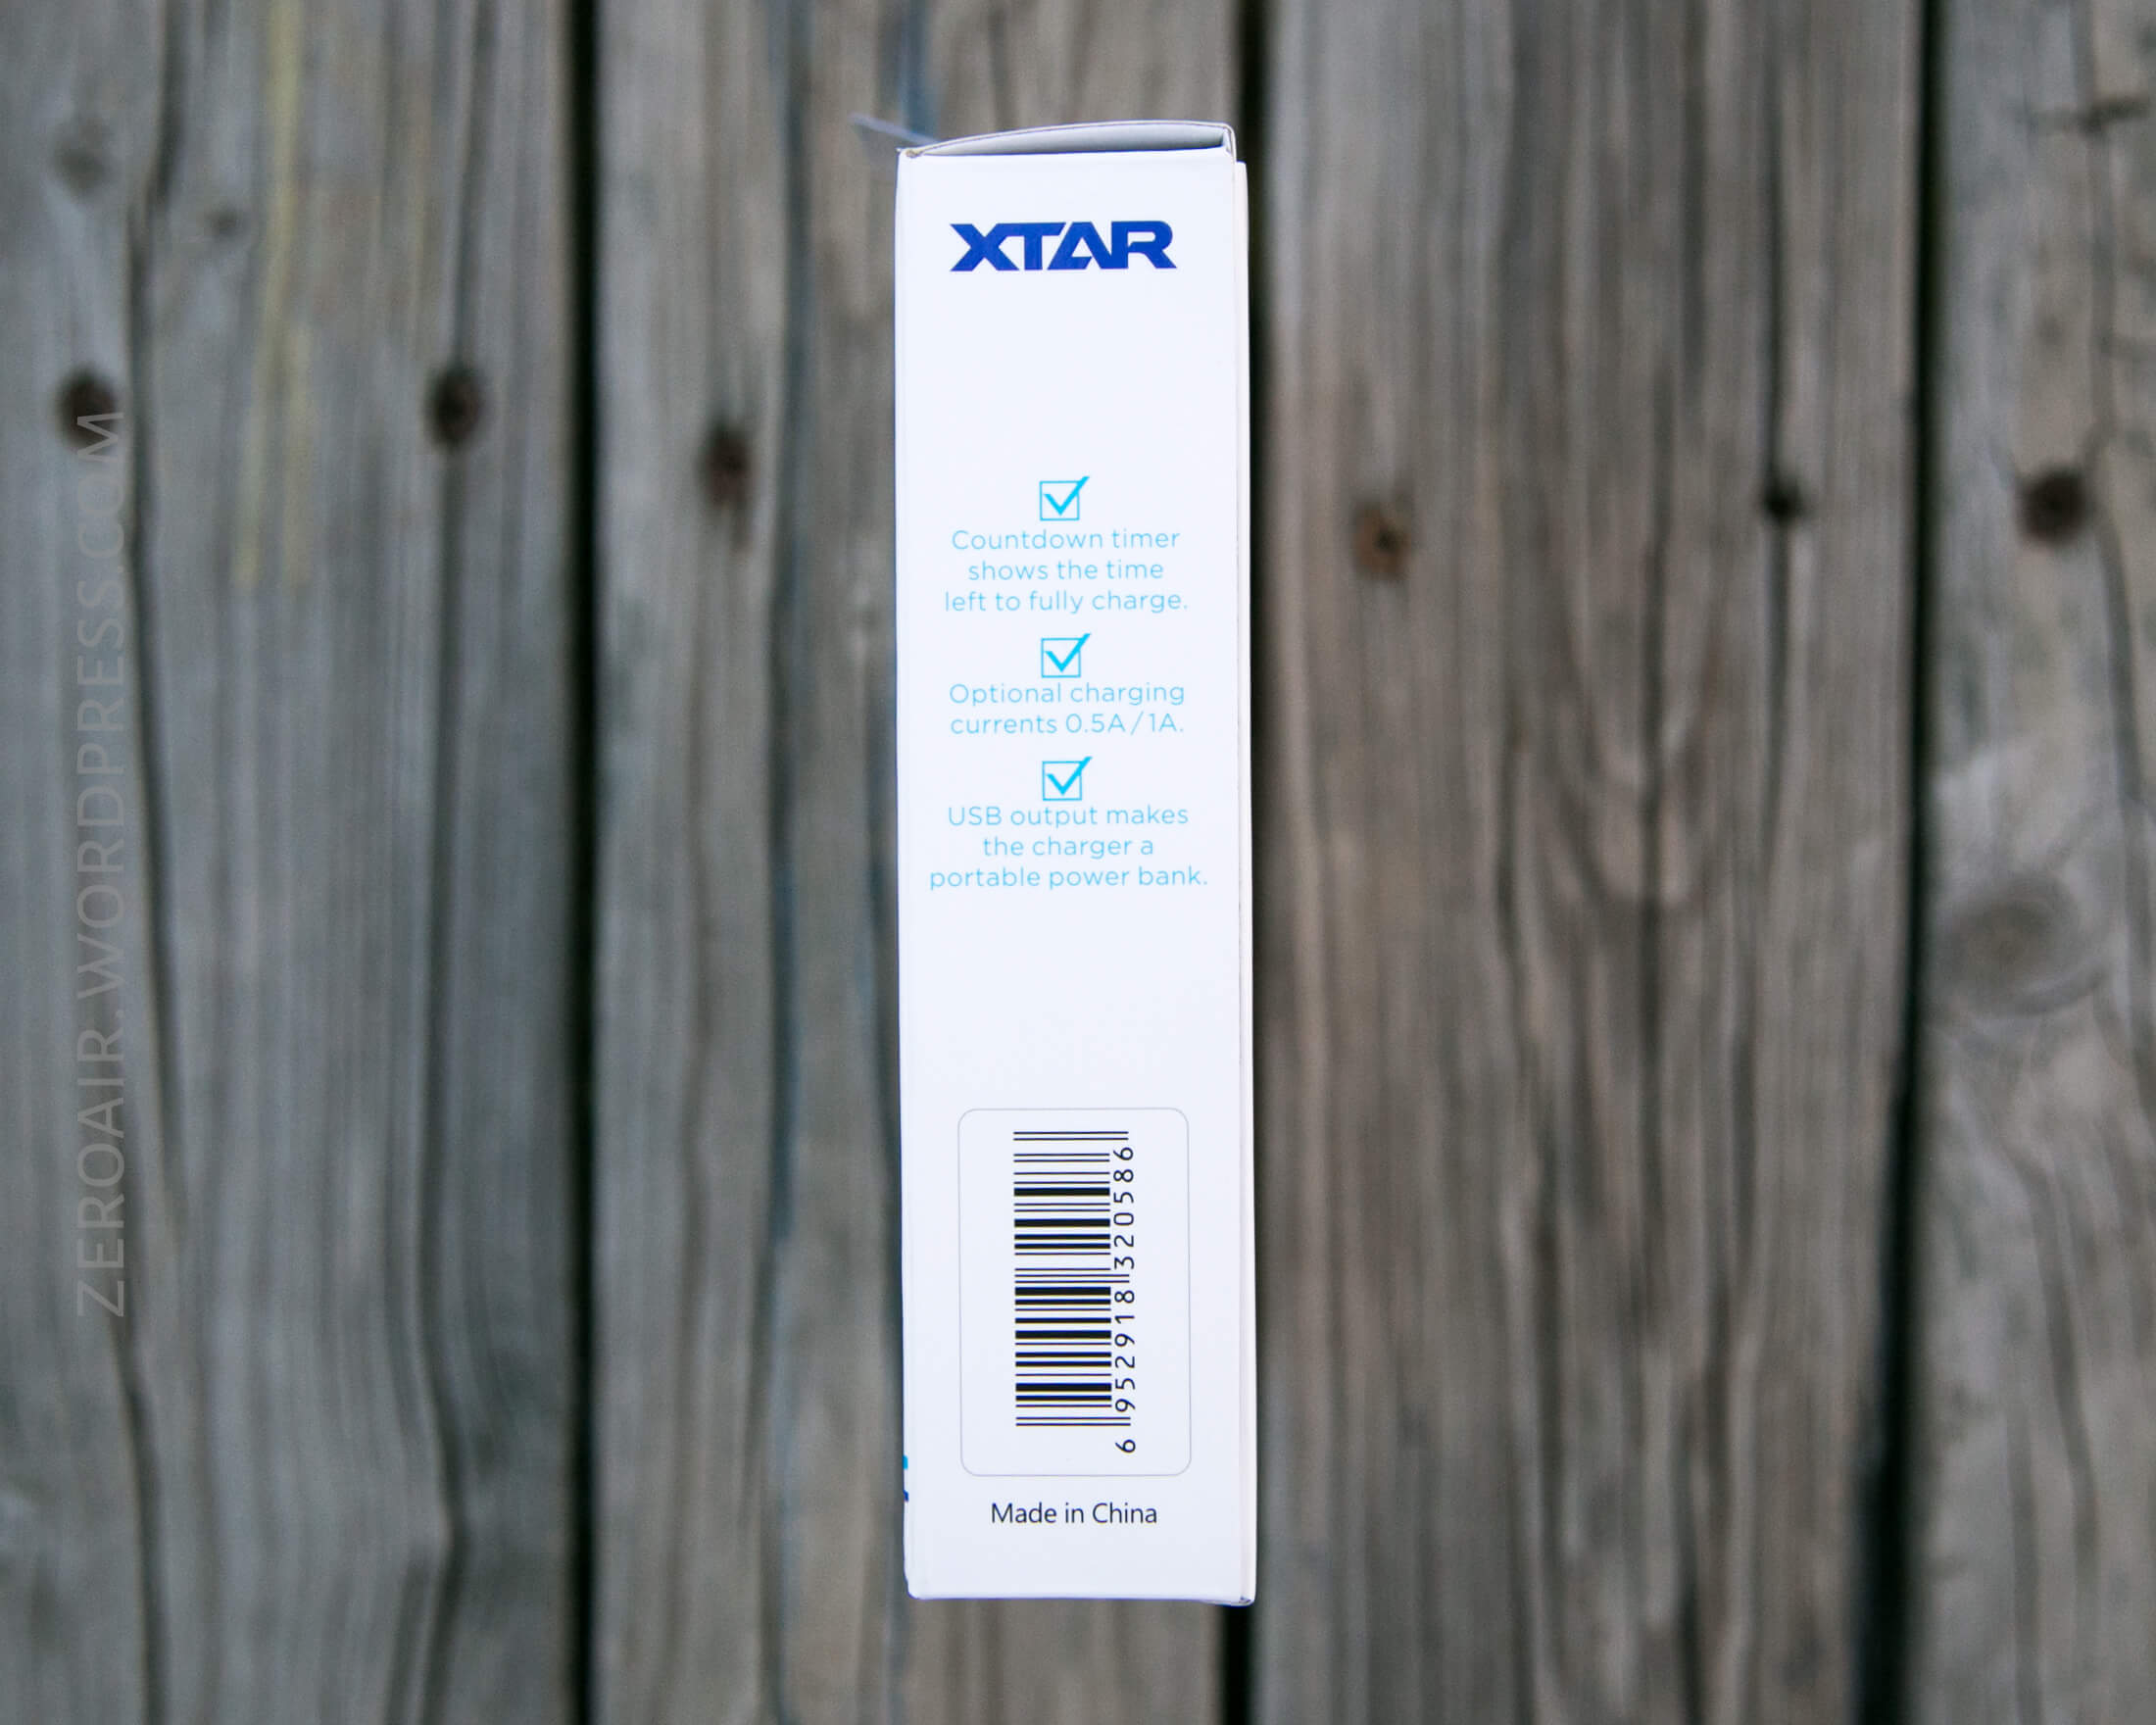 XTAR
Countdown timer
shows the time
left to fully charge.
Optional charging
currents 0.5A/1A.
USB output makes
the charger a
portable power bank.
6 952918 320586
Made in China
ZEROAIR.WORDPRESS.COM